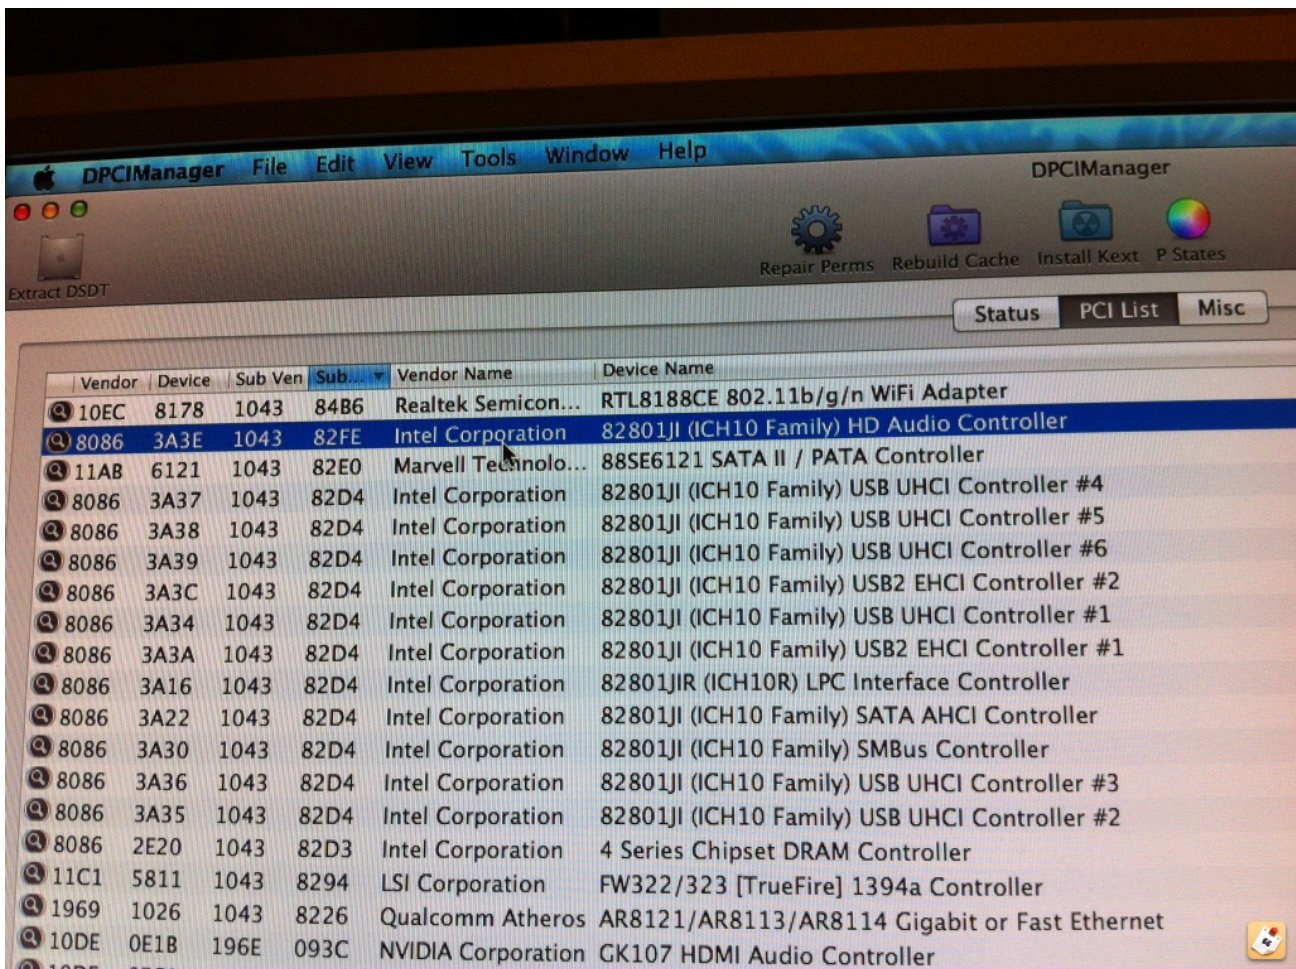 DPCIManager File Edit View Tools Window Help
DPCIManager
Extract DSDT Repair Perms Rebuild Cache Install Kext P States
Status PCI List Misc
Vendor Device Sub Ven Sub... Vendor Name Device Name
10EC 8178 1043 84B6 Realtek Semicon... RTL8188CE 802.11b/g/n WiFi Adapter
8086 3A3E 1043 82FE Intel Corporation 82801JI (ICH10 Family) HD Audio Controller
11AB 6121 1043 82E0 Marvell Technolo... 88SE6121 SATA II / PATA Controller
8086 3A37 1043 82D4 Intel Corporation 82801JI (ICH10 Family) USB UHCI Controller #4
8086 3A38 1043 82D4 Intel Corporation 82801JI (ICH10 Family) USB UHCI Controller #5
8086 3A39 1043 82D4 Intel Corporation 82801JI (ICH10 Family) USB UHCI Controller #6
8086 3A3C 1043 82D4 Intel Corporation 82801JI (ICH10 Family) USB2 EHCI Controller #2
8086 3A34 1043 82D4 Intel Corporation 82801JI (ICH10 Family) USB UHCI Controller #1
8086 3A3A 1043 82D4 Intel Corporation 82801JI (ICH10 Family) USB2 EHCI Controller #1
8086 3A16 1043 82D4 Intel Corporation 82801JIR (ICH10R) LPC Interface Controller
8086 3A22 1043 82D4 Intel Corporation 82801JI (ICH10 Family) SATA AHCI Controller
8086 3A30 1043 82D4 Intel Corporation 82801JI (ICH10 Family) SMBus Controller
8086 3A36 1043 82D4 Intel Corporation 82801JI (ICH10 Family) USB UHCI Controller #3
8086 3A35 1043 82D4 Intel Corporation 82801JI (ICH10 Family) USB UHCI Controller #2
8086 2E20 1043 82D3 Intel Corporation 4 Series Chipset DRAM Controller
11C1 5811 1043 8294 LSI Corporation FW322/323 [TrueFire] 1394a Controller
1969 1026 1043 8226 Qualcomm Atheros AR8121/AR8113/AR8114 Gigabit or Fast Ethernet
10DE 0E1B 196E 093C NVIDIA Corporation GK107 HDMI Audio Controller